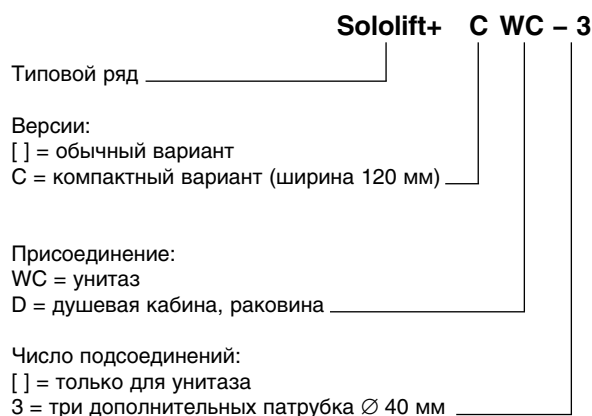 Sololift+ C WC – 3
Типовой ряд
Версии:
[ ] = обычный вариант
C = компактный вариант (ширина 120 мм)
Присоединение:
WC = унитаз
D = душевая кабина, раковина
Число подсоединений:
[ ] = только для унитаза
3 = три дополнительных патрубка ∅ 40 мм